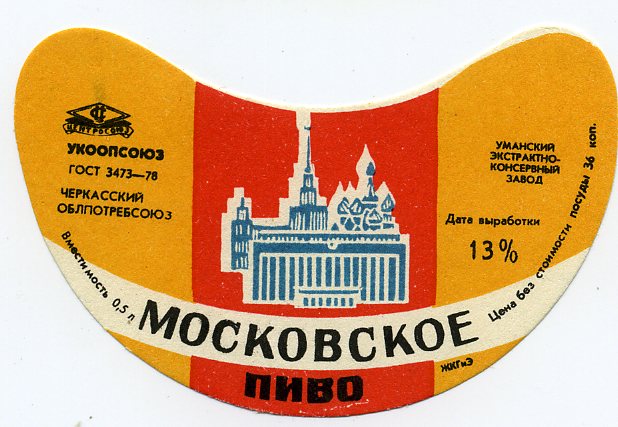 ЦЕНТРОСОЮЗ
УКООПСОЮЗ
ГОСТ 3473—78
ЧЕРКАССКИЙ
ОБЛПОТРЕБСОЮЗ
Вместимость 0,5 л
УМАНСКИЙ
ЭКСТРАКТНО-
КОНСЕРВНЫЙ
ЗАВОД
Дата выработки
13%
Цена без стоимости посуды 36 коп.
МОСКОВСКОЕ
ПИВО
ЖКГиЭ